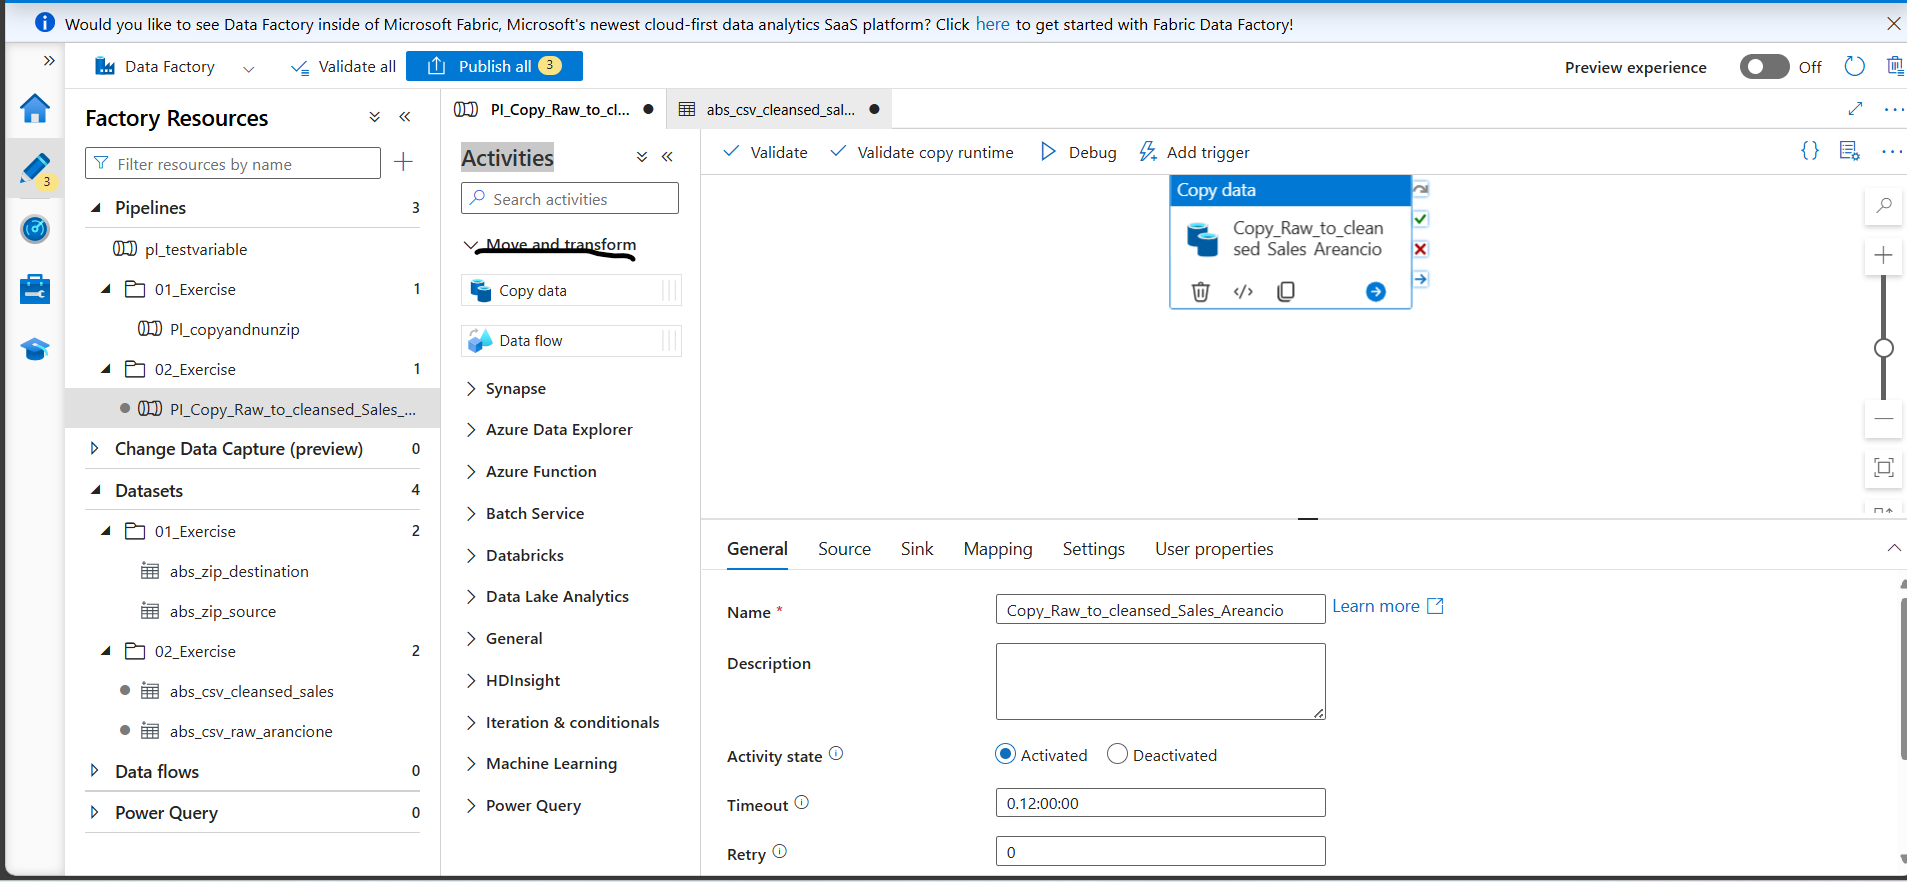 Would you like to see Data Factory inside of Microsoft Fabric, Microsoft's newest cloud-first data analytics SaaS platform? Click here to get started with Fabric Data Factory!
Data Factory
Validate all
Publish all 3
Preview experience
Off
3
Factory Resources
Filter resources by name
Pipelines 3
pl_testvariable
01_Exercise 1
Pl_copyandnunzip
02_Exercise 1
Pl_Copy_Raw_to_cleansed_Sales_...
Change Data Capture (preview) 0
Datasets 4
01_Exercise 2
abs_zip_destination
abs_zip_source
02_Exercise 2
abs_csv_cleansed_sales
abs_csv_raw_arancione
Data flows 0
Power Query 0
Pl_Copy_Raw_to_cl...
abs_csv_cleansed_sal...
Activities
Search activities
Move and transform
Copy data
Data flow
Synapse
Azure Data Explorer
Azure Function
Batch Service
Databricks
Data Lake Analytics
General
HDInsight
Iteration & conditionals
Machine Learning
Power Query
Validate
Validate copy runtime
Debug
Add trigger
Copy data
Copy_Raw_to_clean
sed_Sales_Areancio
General
Source
Sink
Mapping
Settings
User properties
Name *
Copy_Raw_to_cleansed_Sales_Areancio
Learn more
Description
Activity state
Activated
Deactivated
Timeout
0.12:00:00
Retry
0